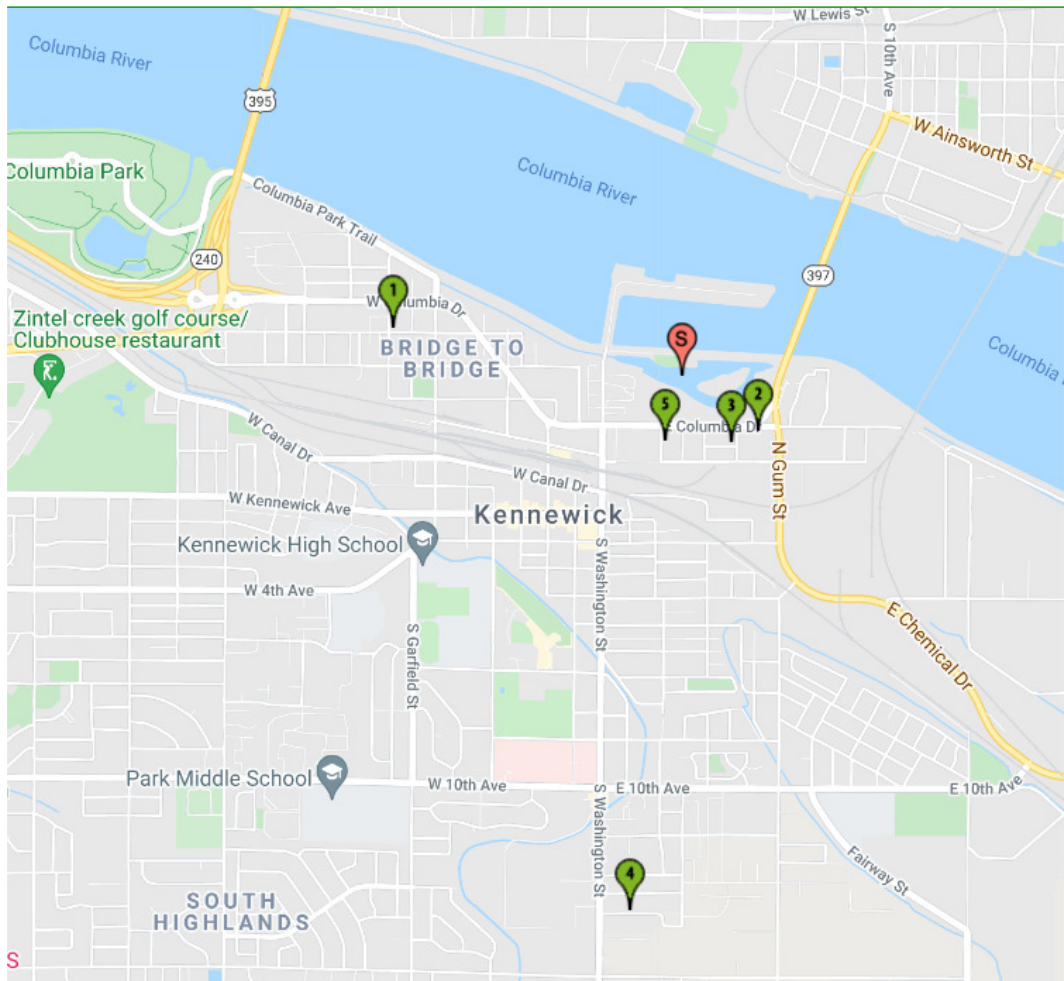 W Lewis St
Columbia River
S 10th Ave
395
W Ainsworth St
Columbia Park
Columbia River
Columbia Park Trail
240
397
1
W Columbia Dr
Zintel creek golf course/
Clubhouse restaurant
BRIDGE TO
BRIDGE
S
Columbia
5
3
2
E Columbia Dr
W Canal Dr
N Gum St
W Canal Dr
W Kennewick Ave
Kennewick
Kennewick High School
S Washington St
W 4th Ave
S Garfield St
E Chemical Dr
Park Middle School
W 10th Ave
E 10th Ave
E 10th Ave
S Washington St
4
Fairway St
SOUTH
HIGHLANDS
S